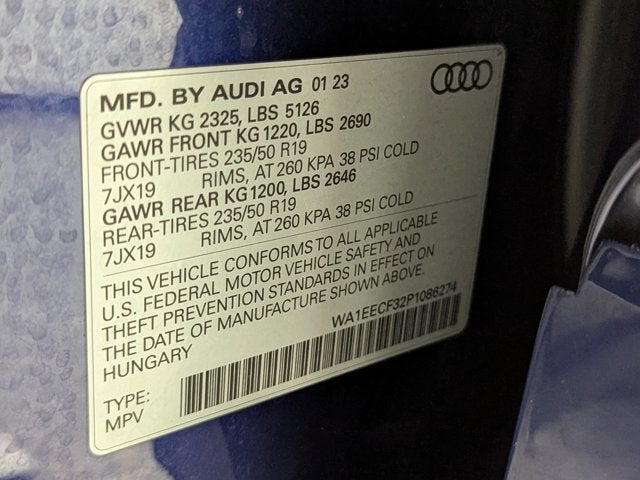 MFD. BY AUDI AG 01 23
GVWR KG 2325, LBS 5126
GAWR FRONT KG 1220, LBS 2690
FRONT-TIRES 235/50 R19
7JX19 RIMS, AT 260 KPA 38 PSI COLD
GAWR REAR KG 1200, LBS 2646
REAR-TIRES 235/50 R19
7JX19 RIMS, AT 260 KPA 38 PSI COLD
THIS VEHICLE CONFORMS TO ALL APPLICABLE
U.S. FEDERAL MOTOR VEHICLE SAFETY AND
THEFT PREVENTION STANDARDS IN EFFECT ON
THE DATE OF MANUFACTURE SHOWN ABOVE.
HUNGARY
WA1EECF32P1086274
TYPE:
MPV